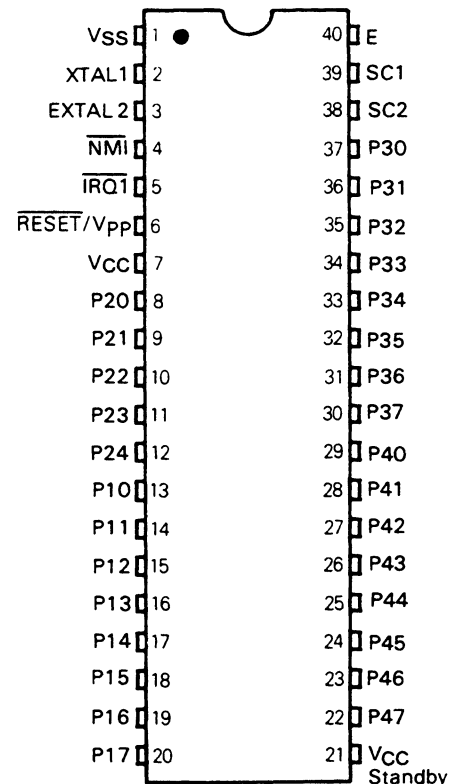 VSS 1 40 E
XTAL1 2 39 SC1
EXTAL2 3 38 SC2
NMI 4 37 P30
IRQ1 5 36 P31
RESET/VPP 6 35 P32
VCC 7 34 P33
P20 8 33 P34
P21 9 32 P35
P22 10 31 P36
P23 11 30 P37
P24 12 29 P40
P10 13 28 P41
P11 14 27 P42
P12 15 26 P43
P13 16 25 P44
P14 17 24 P45
P15 18 23 P46
P16 19 22 P47
P17 20 21 VCC
Standby